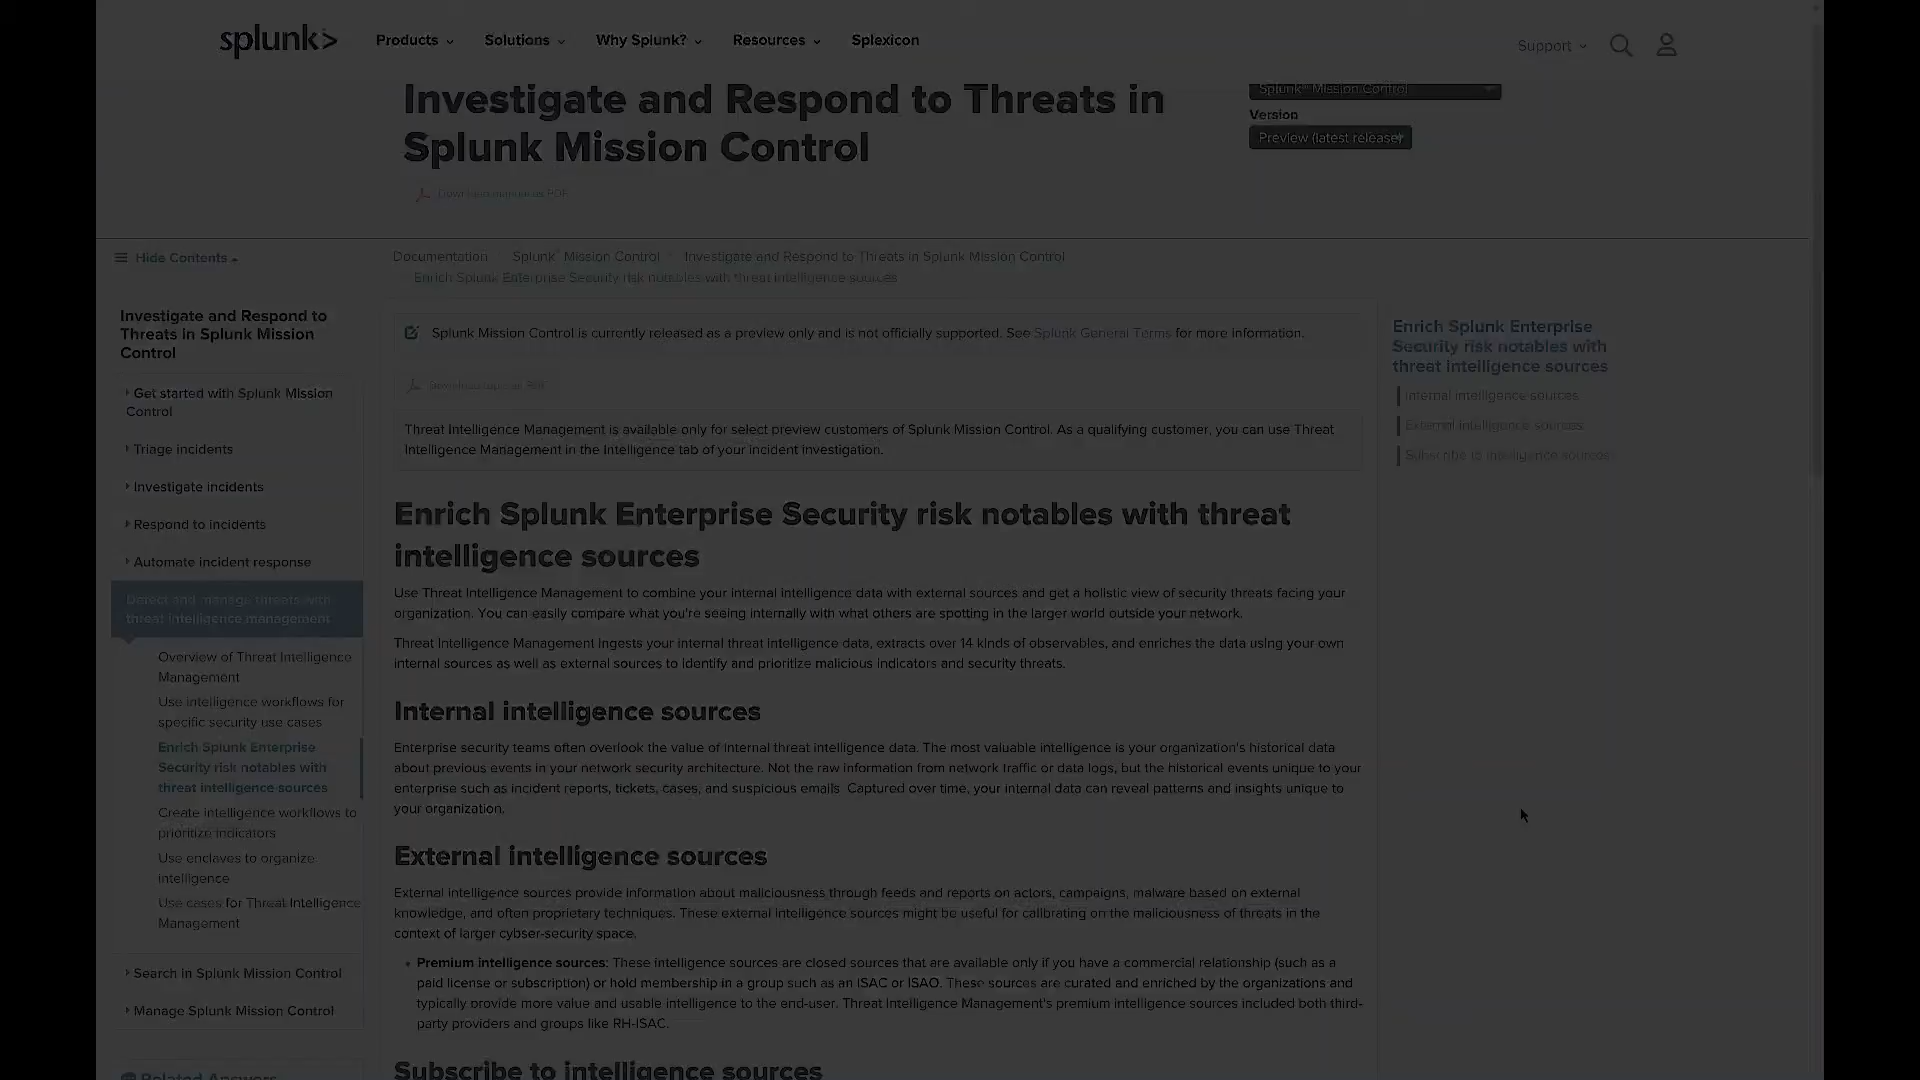 splunk>
Products
Solutions
Why Splunk?
Resources
Splexicon
Support
Investigate and Respond to Threats in
Splunk Mission Control
Splunk® Mission Control
Version
Preview (latest release)
Download manual as PDF
Hide Contents
Documentation
Splunk® Mission Control
Investigate and Respond to Threats in Splunk Mission Control
Enrich Splunk Enterprise Security risk notables with threat intelligence sources
Investigate and Respond to
Threats in Splunk Mission
Control
Get started with Splunk Mission
Control
Triage incidents
Investigate incidents
Respond to incidents
Automate incident response
Detect and manage threats with
threat intelligence management
Overview of Threat Intelligence
Management
Use intelligence workflows for
specific security use cases
Enrich Splunk Enterprise
Security risk notables with
threat intelligence sources
Create intelligence workflows to
prioritize indicators
Use enclaves to organize
intelligence
Use cases for Threat Intelligence
Management
Search in Splunk Mission Control
Manage Splunk Mission Control
Related Answers
Splunk Mission Control is currently released as a preview only and is not officially supported. See Splunk General Terms for more information.
Download topic as PDF
Threat Intelligence Management is available only for select preview customers of Splunk Mission Control. As a qualifying customer, you can use Threat
Intelligence Management in the Intelligence tab of your incident investigation.
Enrich Splunk Enterprise Security risk notables with threat
intelligence sources
Use Threat Intelligence Management to combine your internal intelligence data with external sources and get a holistic view of security threats facing your
organization. You can easily compare what you're seeing internally with what others are spotting in the larger world outside your network.
Threat Intelligence Management ingests your internal threat intelligence data, extracts over 14 kinds of observables, and enriches the data using your own
internal sources as well as external sources to identify and prioritize malicious indicators and security threats.
Internal intelligence sources
Enterprise security teams often overlook the value of internal threat intelligence data. The most valuable intelligence is your organization's historical data
about previous events in your network security architecture. Not the raw information from network traffic or data logs, but the historical events unique to your
enterprise such as incident reports, tickets, cases, and suspicious emails. Captured over time, your internal data can reveal patterns and insights unique to
your organization.
External intelligence sources
External intelligence sources provide information about maliciousness through feeds and reports on actors, campaigns, malware based on external
knowledge, and often proprietary techniques. These external intelligence sources might be useful for calibrating on the maliciousness of threats in the
context of larger cybser-security space.
Premium intelligence sources: These intelligence sources are closed sources that are available only if you have a commercial relationship (such as a
paid license or subscription) or hold membership in a group such as an ISAC or ISAO. These sources are curated and enriched by the organizations and
typically provide more value and usable intelligence to the end-user. Threat Intelligence Management's premium intelligence sources included both third-
party providers and groups like RH-ISAC.
Subscribe to intelligence sources
Enrich Splunk Enterprise
Security risk notables with
threat intelligence sources
Internal intelligence sources
External intelligence sources
Subscribe to intelligence sources